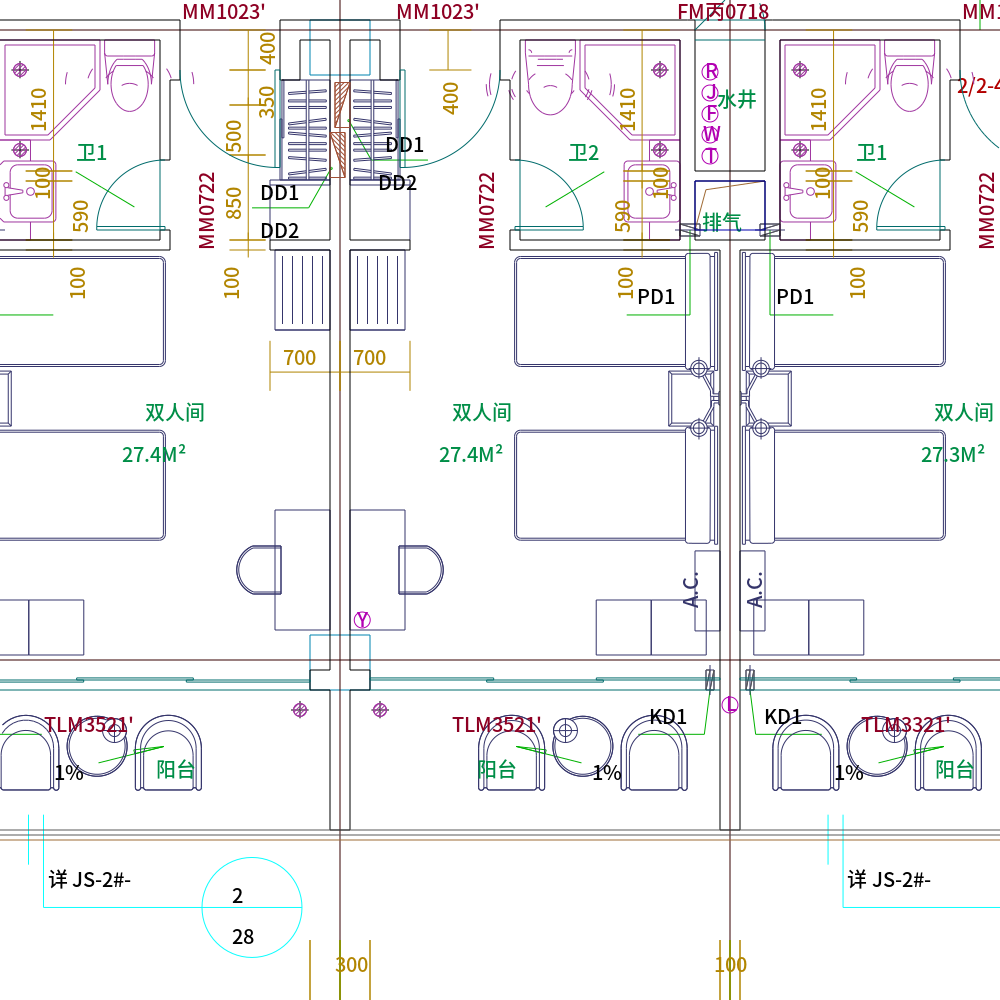 MM1023'
MM1023'
FM丙0718
MM1
400
350
500
850
100
400
1410
1410
1410
2/2-4
R
J
F
W
T
水井
卫1
卫2
卫1
DD1
DD2
DD1
DD2
100
590
100
590
100
590
MM0722
MM0722
MM0722
排气
100
100
100
PD1
PD1
700
700
双人间
27.4M²
双人间
27.4M²
双人间
27.3M²
A.C.
A.C.
Y
L
TLM3521'
TLM3521'
KD1
KD1
TLM3321'
1%
阳台
阳台
1%
1%
阳台
详 JS-2#-
2
28
详 JS-2#-
300
100